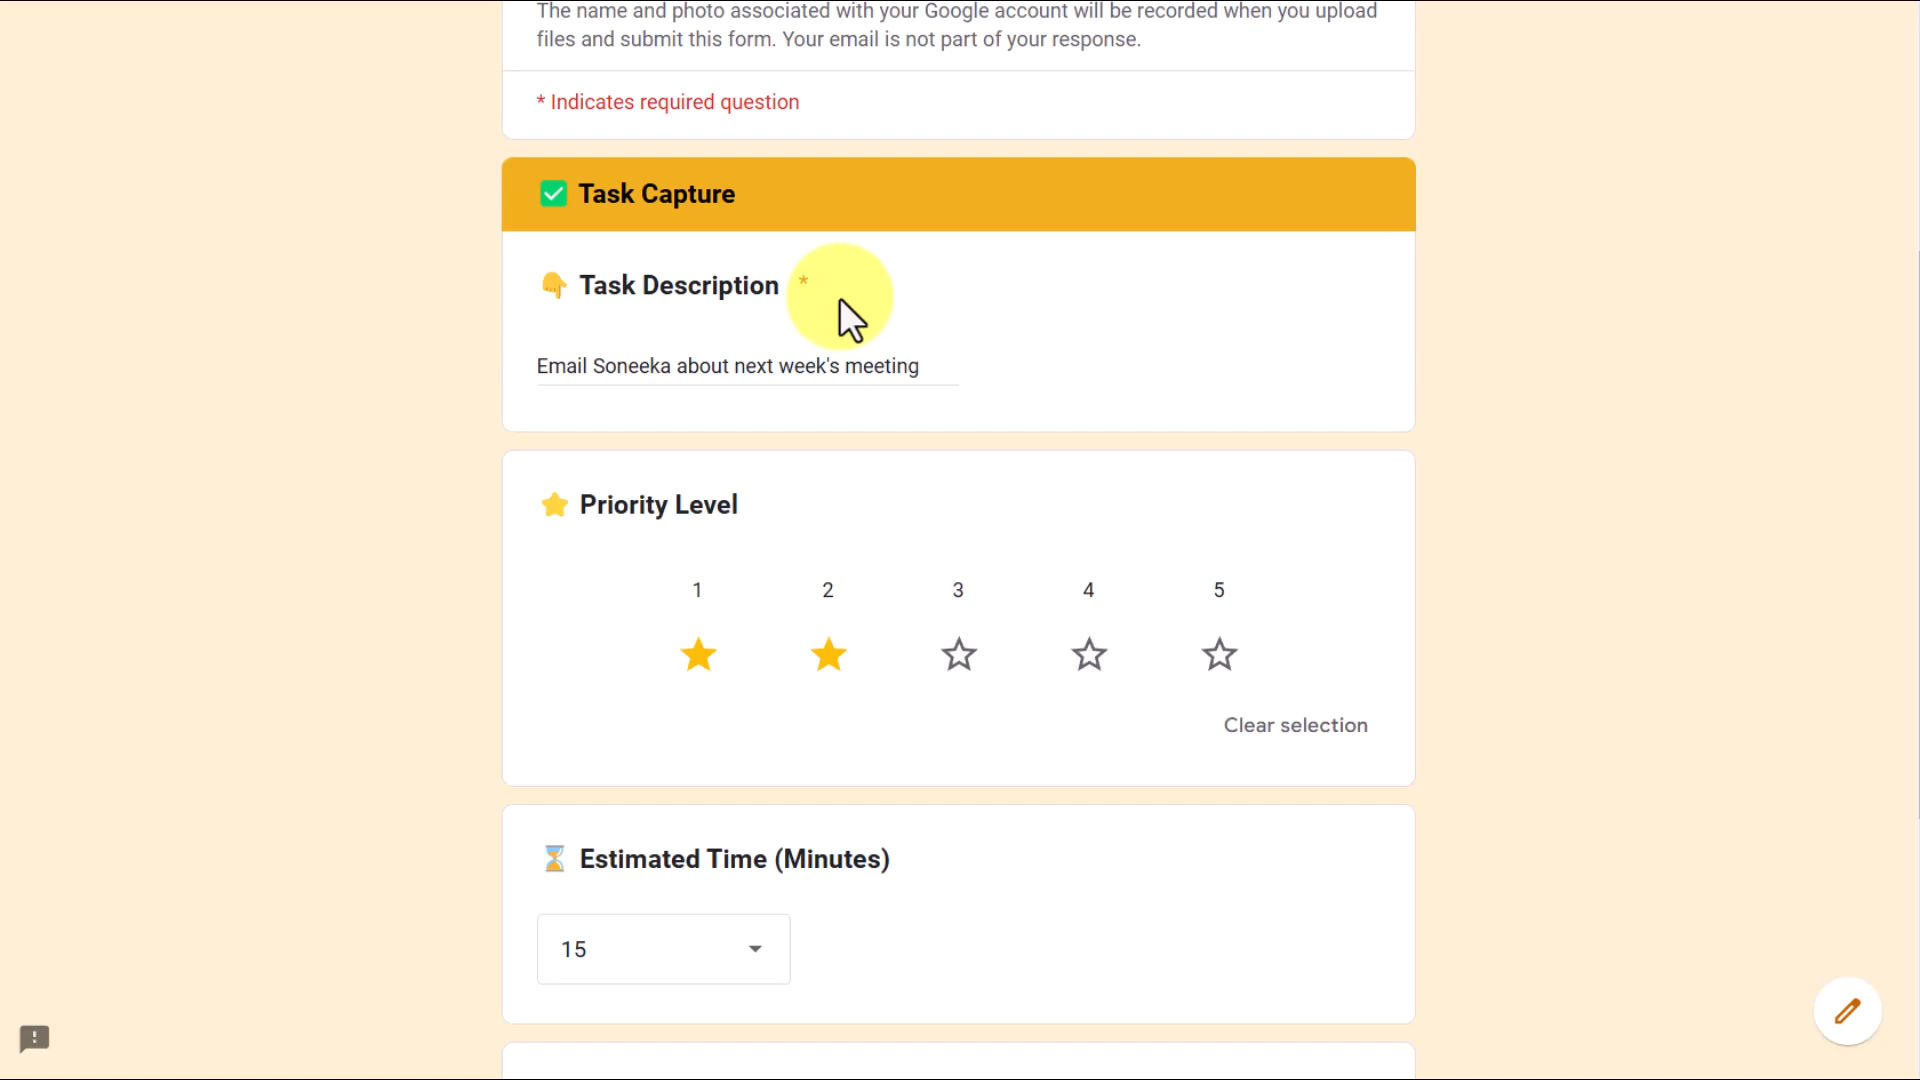 The name and photo associated with your Google account will be recorded when you upload
files and submit this form. Your email is not part of your response.
* Indicates required question
Task Capture
Task Description *
Email Soneeka about next week's meeting
Priority Level
1 2 3 4 5
Clear selection
Estimated Time (Minutes)
15